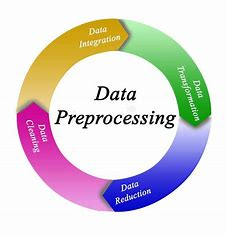 Data
Preprocessing
Data
Integration
Data
Transformation
Data
Reduction
Data
Cleaning